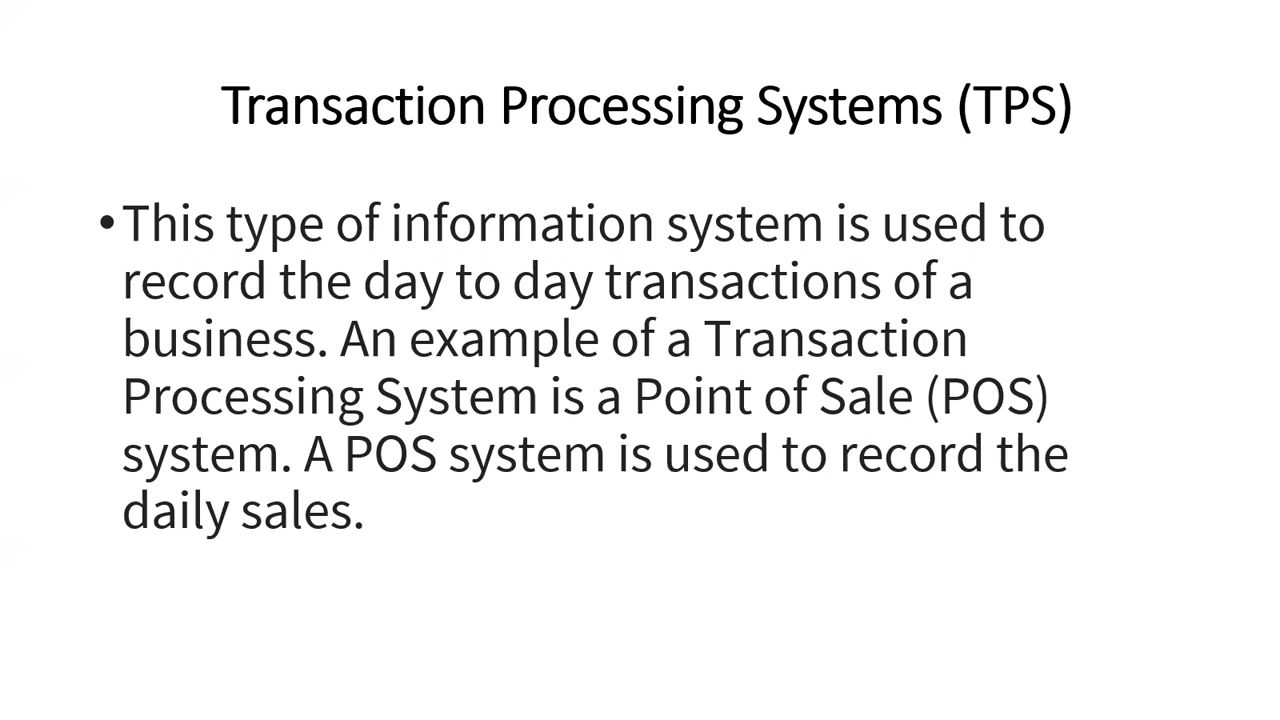 Transaction Processing Systems (TPS)
•This type of information system is used to
record the day to day transactions of a
business. An example of a Transaction
Processing System is a Point of Sale (POS)
system. A POS system is used to record the
daily sales.